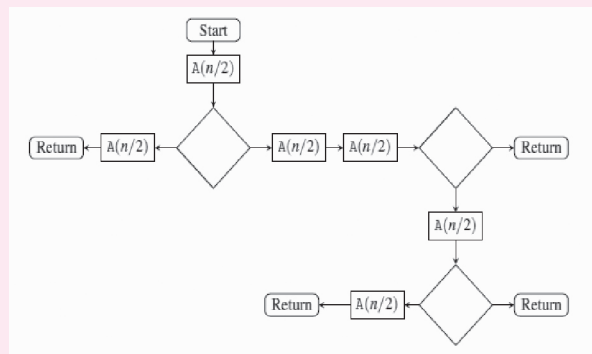 Start
A(n/2)
Return A(n/2) A(n/2) A(n/2) Return
A(n/2)
Return A(n/2) Return